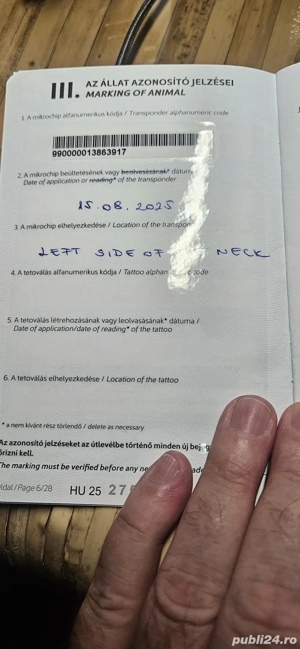 III. AZ ÁLLAT AZONOSÍTÓ JELZÉSEI
MARKING OF ANIMAL
1. A mikrochip alfanumerikus kódja / Transponder alphanumeric code
990000013863917
2. A mikrochip beültetésének vagy beolvasásának* dátum
Date of application or reading* of the transponder
15.08.2025
3. A mikrochip elhelyezkedése / Location of the transpon
LEFT SIDE OF NECK
4. A tetoválás alfanumerikus kódja / Tattoo alphan code
5. A tetoválás létrehozásának vagy leolvasásának* dátuma /
Date of application/date of reading* of the tattoo
6. A tetoválás elhelyezkedése / Location of the tattoo
* a nem kívánt rész törlendő / delete as necessary
Az azonosító jelzéseket az útlevélbe történő minden új bej
őrizni kell.
The marking must be verified before any ne
ldal/Page 6/28 HU 25 27
publi24.ro